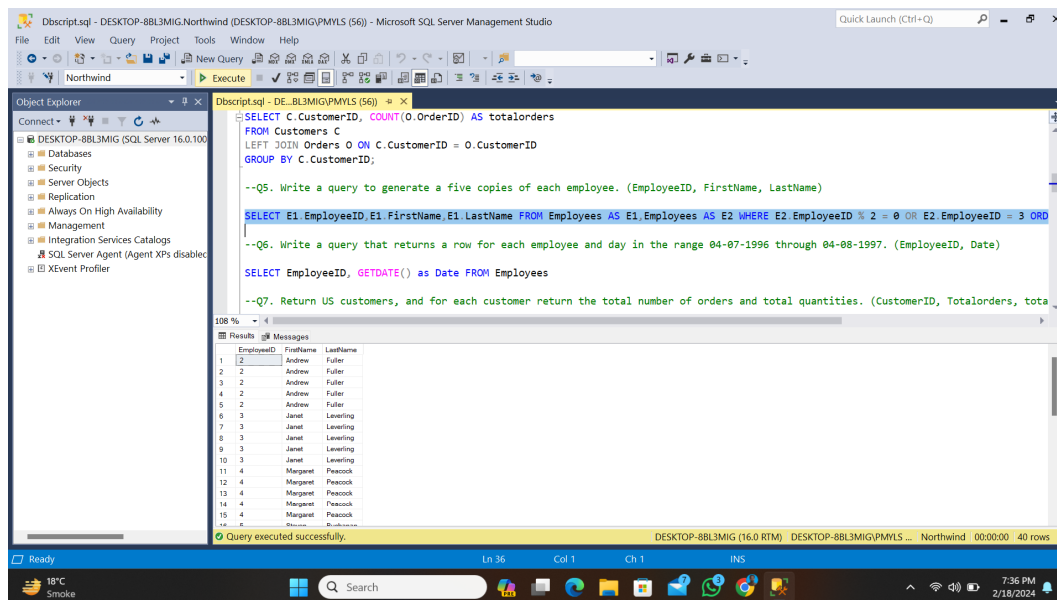 Dbscript.sql - DESKTOP-8BL3MIG.Northwind (DESKTOP-8BL3MIG\PMYLS (56)) - Microsoft SQL Server Management Studio
Quick Launch (Ctrl+Q)
File Edit View Query Project Tools Window Help
New Query
Northwind Execute
Object Explorer
Dbscript.sql - DE...BL3MIG\PMYLS (56))
Connect
DESKTOP-8BL3MIG (SQL Server 16.0.100
Databases
Security
Server Objects
Replication
Always On High Availability
Management
Integration Services Catalogs
SQL Server Agent (Agent XPs disablec
XEvent Profiler
SELECT C.CustomerID, COUNT(O.OrderID) AS totalorders
FROM Customers C
LEFT JOIN Orders O ON C.CustomerID = O.CustomerID
GROUP BY C.CustomerID;
--Q5. Write a query to generate a five copies of each employee. (EmployeeID, FirstName, LastName)
SELECT E1.EmployeeID,E1.FirstName,E1.LastName FROM Employees AS E1,Employees AS E2 WHERE E2.EmployeeID % 2 = 0 OR E2.EmployeeID = 3 ORD
--Q6. Write a query that returns a row for each employee and day in the range 04-07-1996 through 04-08-1997. (EmployeeID, Date)
SELECT EmployeeID, GETDATE() as Date FROM Employees
--Q7. Return US customers, and for each customer return the total number of orders and total quantities. (CustomerID, Totalorders, tota
108 %
Results Messages
EmployeeID FirstName LastName
1 2 Andrew Fuller
2 2 Andrew Fuller
3 2 Andrew Fuller
4 2 Andrew Fuller
5 2 Andrew Fuller
6 3 Janet Leverling
7 3 Janet Leverling
8 3 Janet Leverling
9 3 Janet Leverling
10 3 Janet Leverling
11 4 Margaret Peacock
12 4 Margaret Peacock
13 4 Margaret Peacock
14 4 Margaret Peacock
15 4 Margaret Peacock
16 5 Steven Buchanan
Query executed successfully.
DESKTOP-8BL3MIG (16.0 RTM) DESKTOP-8BL3MIG\PMYLS ... Northwind 00:00:00 40 rows
Ready Ln 36 Col 1 Ch 1 INS
18°C
Smoke
Search
PRE
7
3
7:36 PM
2/18/2024